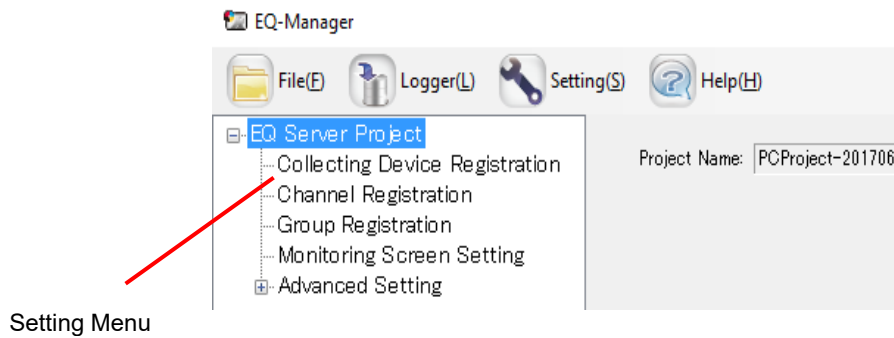 EQ-Manager
File(F) Logger(L) Setting(S) Help(H)
EQ Server Project
Collecting Device Registration
Project Name: PCProject-201706
Channel Registration
Group Registration
Monitoring Screen Setting
Advanced Setting
Setting Menu